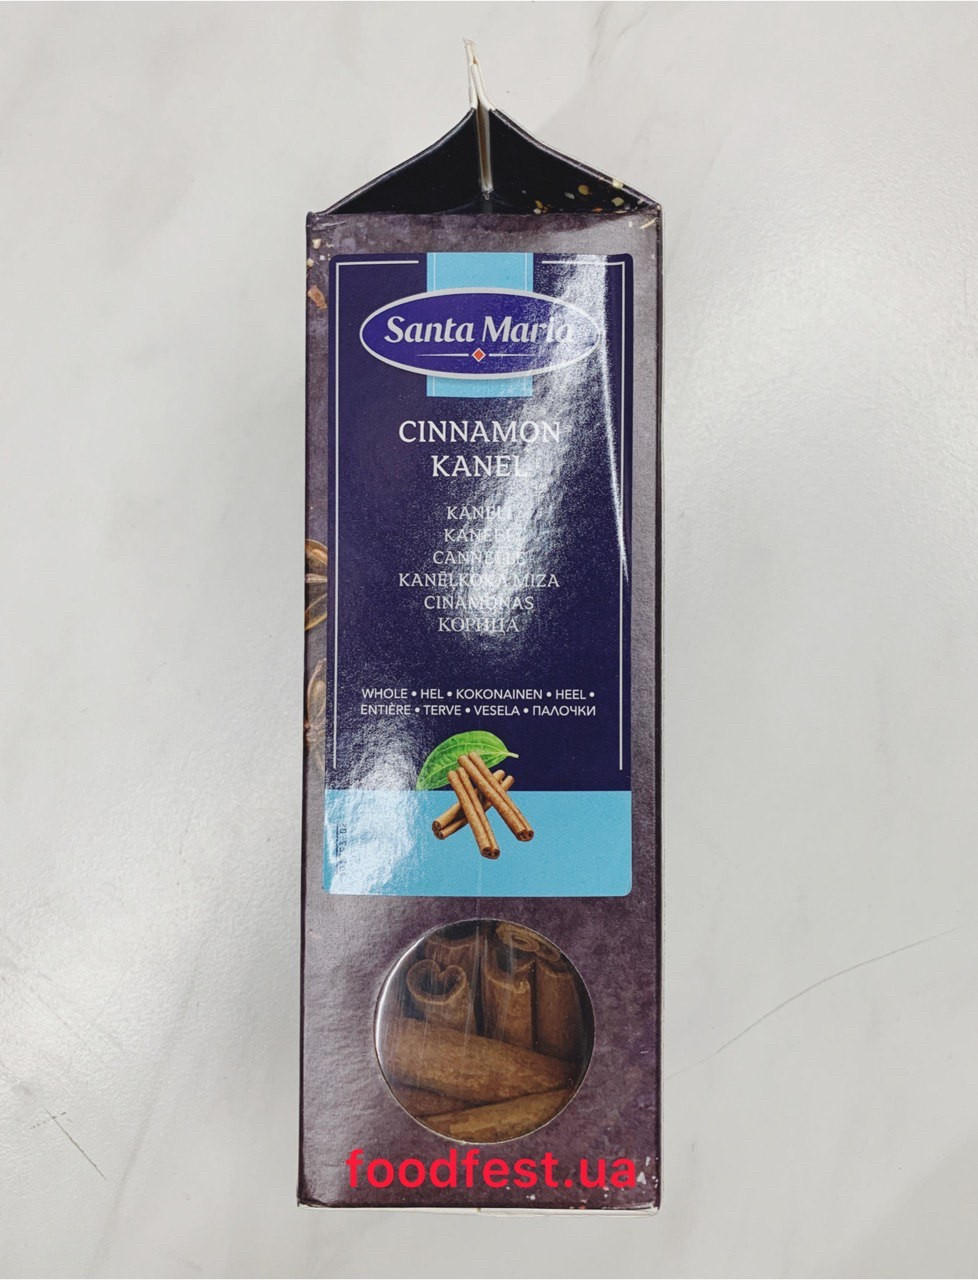 Santa Maria
CINNAMON
KANEL
KANELI
KANEEL
CANNELLE
KANĒLKOKA MIZA
CINAMONAS
КОРИЦА
WHOLE • HEL • KOKONAINEN • HEEL •
ENTIÈRE • TERVE • VESELA • ПАЛОЧКИ
foodfest.ua